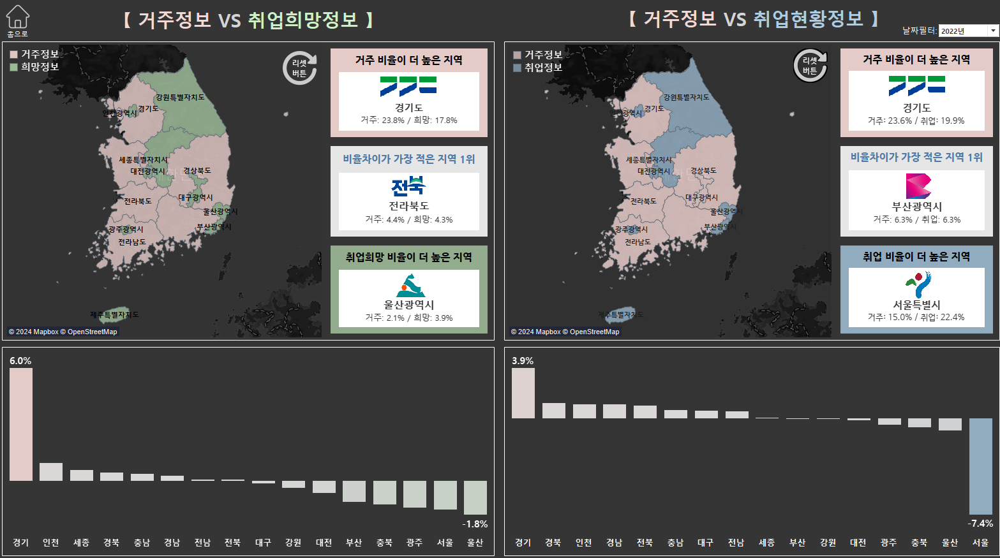 홈으로
【 거주정보 VS 취업희망정보 】
【 거주정보 VS 취업현황정보 】
날짜필터: 2022년
거주정보
희망정보
리셋
버튼
강원특별자치도
경기도
인천광역시
세종특별자치시
대전광역시
경상북도
대구광역시
전라북도
울산광역시
부산광역시
광주광역시
전라남도
제주특별자치도
© 2024 Mapbox © OpenStreetMap
거주 비율이 더 높은 지역
경기도
거주: 23.8% / 희망: 17.8%
비율차이가 가장 적은 지역 1위
전북
전라북도
거주: 4.4% / 희망: 4.3%
취업희망 비율이 더 높은 지역
울산광역시
거주: 2.1% / 희망: 3.9%
거주정보
취업정보
리셋
버튼
강원특별자치도
경기도
인천광역시
세종특별자치시
대전광역시
경상북도
대구광역시
전라북도
울산광역시
부산광역시
광주광역시
전라남도
제주특별자치도
© 2024 Mapbox © OpenStreetMap
거주 비율이 더 높은 지역
경기도
거주: 23.6% / 취업: 19.9%
비율차이가 가장 적은 지역 1위
부산광역시
거주: 6.3% / 취업: 6.3%
취업 비율이 더 높은 지역
서울특별시
거주: 15.0% / 취업: 22.4%
6.0%
-1.8%
경기 인천 세종 경북 충남 경남 전남 전북 대구 강원 대전 부산 충북 광주 서울 울산
3.9%
-7.4%
경기 경북 인천 경남 전북 충남 대구 전남 세종 부산 강원 대전 광주 충북 울산 서울